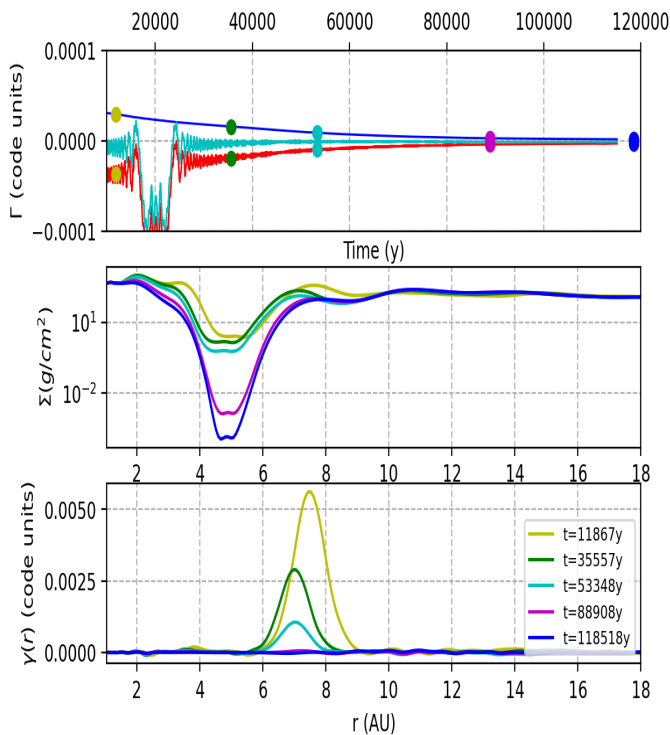 20000 40000 60000 80000 100000 120000
0.0001
0.0000
−0.0001
Γ (code units)
Time (y)
10¹
10⁻²
Σ(g/cm²)
2 4 6 8 10 12 14 16 18
0.0050
0.0025
0.0000
γ(r) (code units)
t=11867y
t=35557y
t=53348y
t=88908y
t=118518y
2 4 6 8 10 12 14 16 18
r (AU)